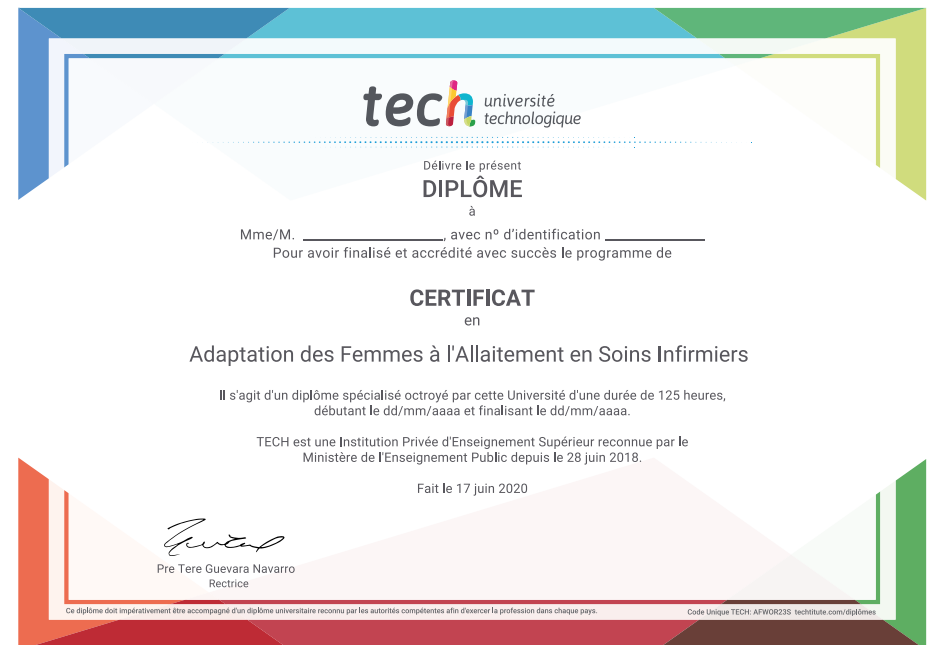 tech université
technologique
Délivre le présent
DIPLÔME
à
Mme/M. ____________________, avec nº d'identification ______________
Pour avoir finalisé et accrédité avec succès le programme de
CERTIFICAT
en
Adaptation des Femmes à l'Allaitement en Soins Infirmiers
Il s'agit d'un diplôme spécialisé octroyé par cette Université d'une durée de 125 heures,
débutant le dd/mm/aaaa et finalisant le dd/mm/aaaa.
TECH est une Institution Privée d'Enseignement Supérieur reconnue par le
Ministère de l'Enseignement Public depuis le 28 juin 2018.
Fait le 17 juin 2020
Pre Tere Guevara Navarro
Rectrice
Ce diplôme doit impérativement être accompagné d'un diplôme universitaire reconnu par les autorités compétentes afin d'exercer la profession dans chaque pays.
Code Unique TECH: AFWOR23S techtitute.com/diplômes